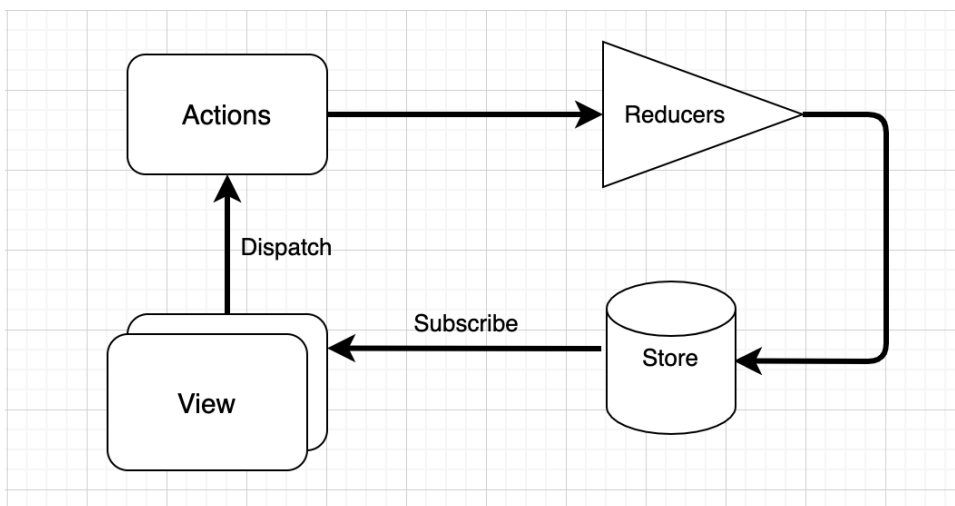 Actions
Reducers
Dispatch
Subscribe
Store
View